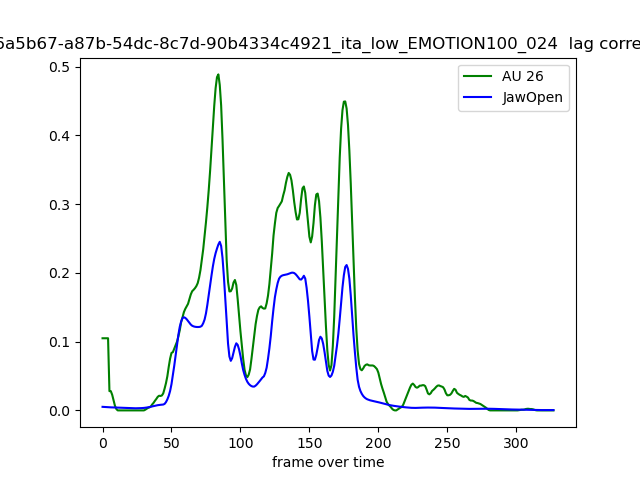 6a5b67-a87b-54dc-8c7d-90b4334c4921_ita_low_EMOTION100_024 lag corre
AU 26
JawOpen
0.5
0.4
0.3
0.2
0.1
0.0
0 50 100 150 200 250 300
frame over time